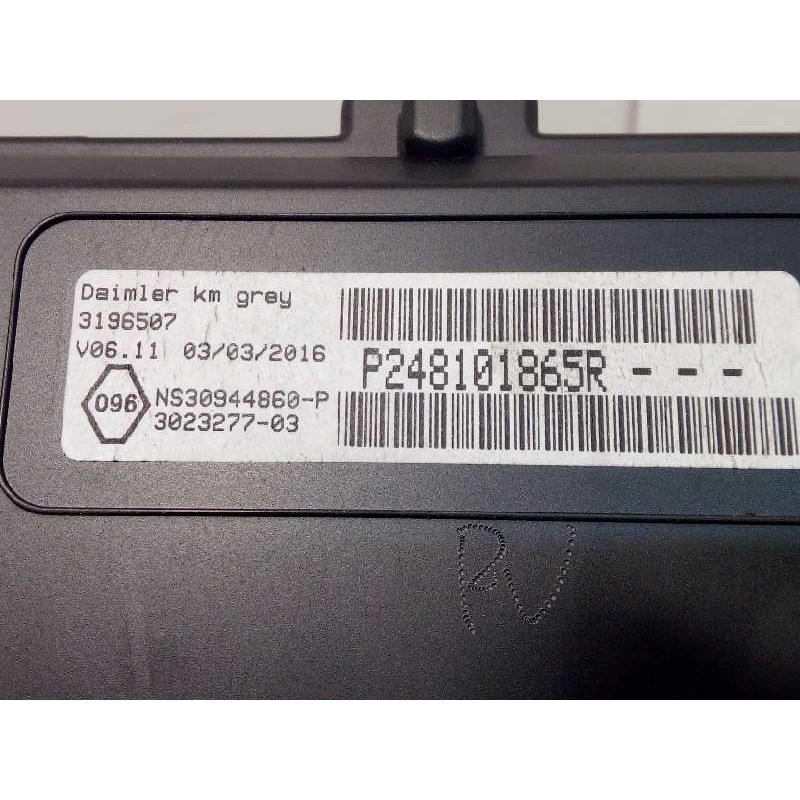 Daimler km grey
3196507
V06.11 03/03/2016
P248101865R - - -
096
NS30944860-P
3023277-03